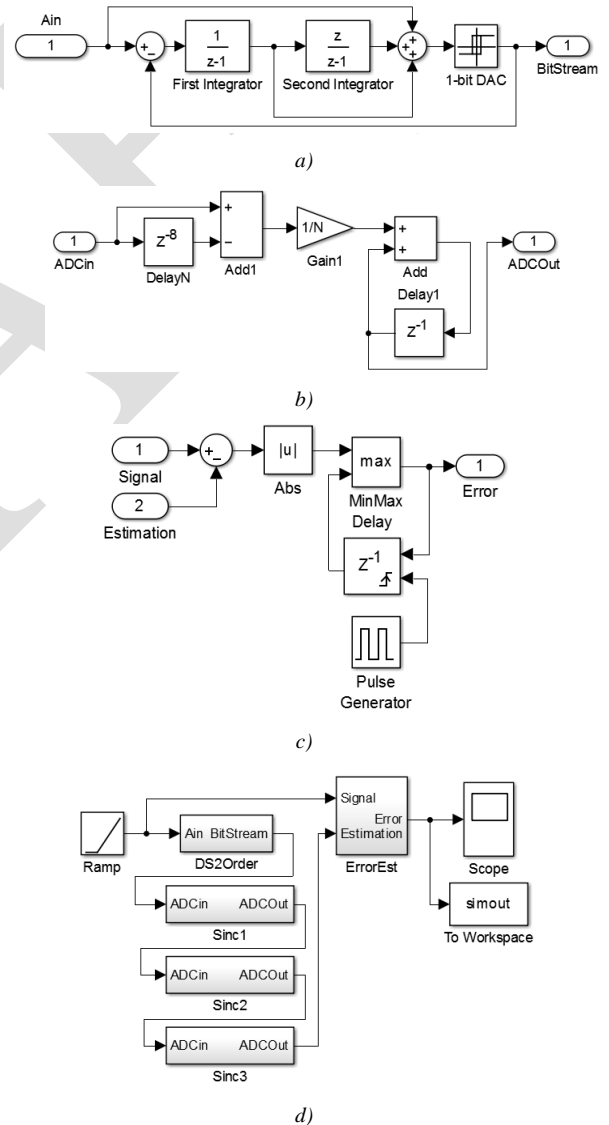 Ain
1
+
-
1
z-1
First Integrator
z
z-1
Second Integrator
+
+
+
1-bit DAC
1
BitStream
a)
1
ADCin
z-8
DelayN
+
-
Add1
1/N
Gain1
+
+
Add
Delay1
z-1
1
ADCOut
b)
1
Signal
2
Estimation
+
-
|u|
Abs
max
MinMax
Delay
z-1
1
Error
Pulse
Generator
c)
Ramp
Ain BitStream
DS2Order
ADCin ADCOut
Sinc1
ADCin ADCOut
Sinc2
ADCin ADCOut
Sinc3
Signal
Error
Estimation
ErrorEst
Scope
simout
To Workspace
d)